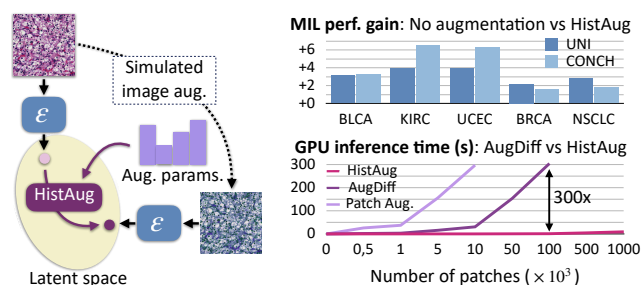 Simulated
image aug.
ε
HistAug
Aug. params.
ε
Latent space
MIL perf. gain: No augmentation vs HistAug
+6
+4
+2
+0
UNI
CONCH
BLCA KIRC UCEC BRCA NSCLC
GPU inference time (s): AugDiff vs HistAug
300
200
100
0
HistAug
AugDiff
Patch Aug.
300x
0 0,5 1 5 10 50 100 500 1000
Number of patches ( × 10³ )